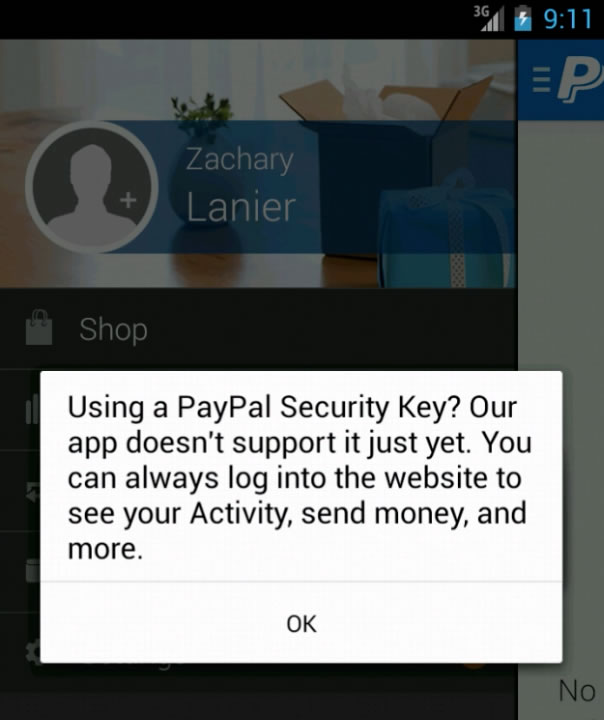 3G 9:11
Zachary
Lanier
Shop
Using a PayPal Security Key? Our
app doesn't support it just yet. You
can always log into the website to
see your Activity, send money, and
more.
OK
No